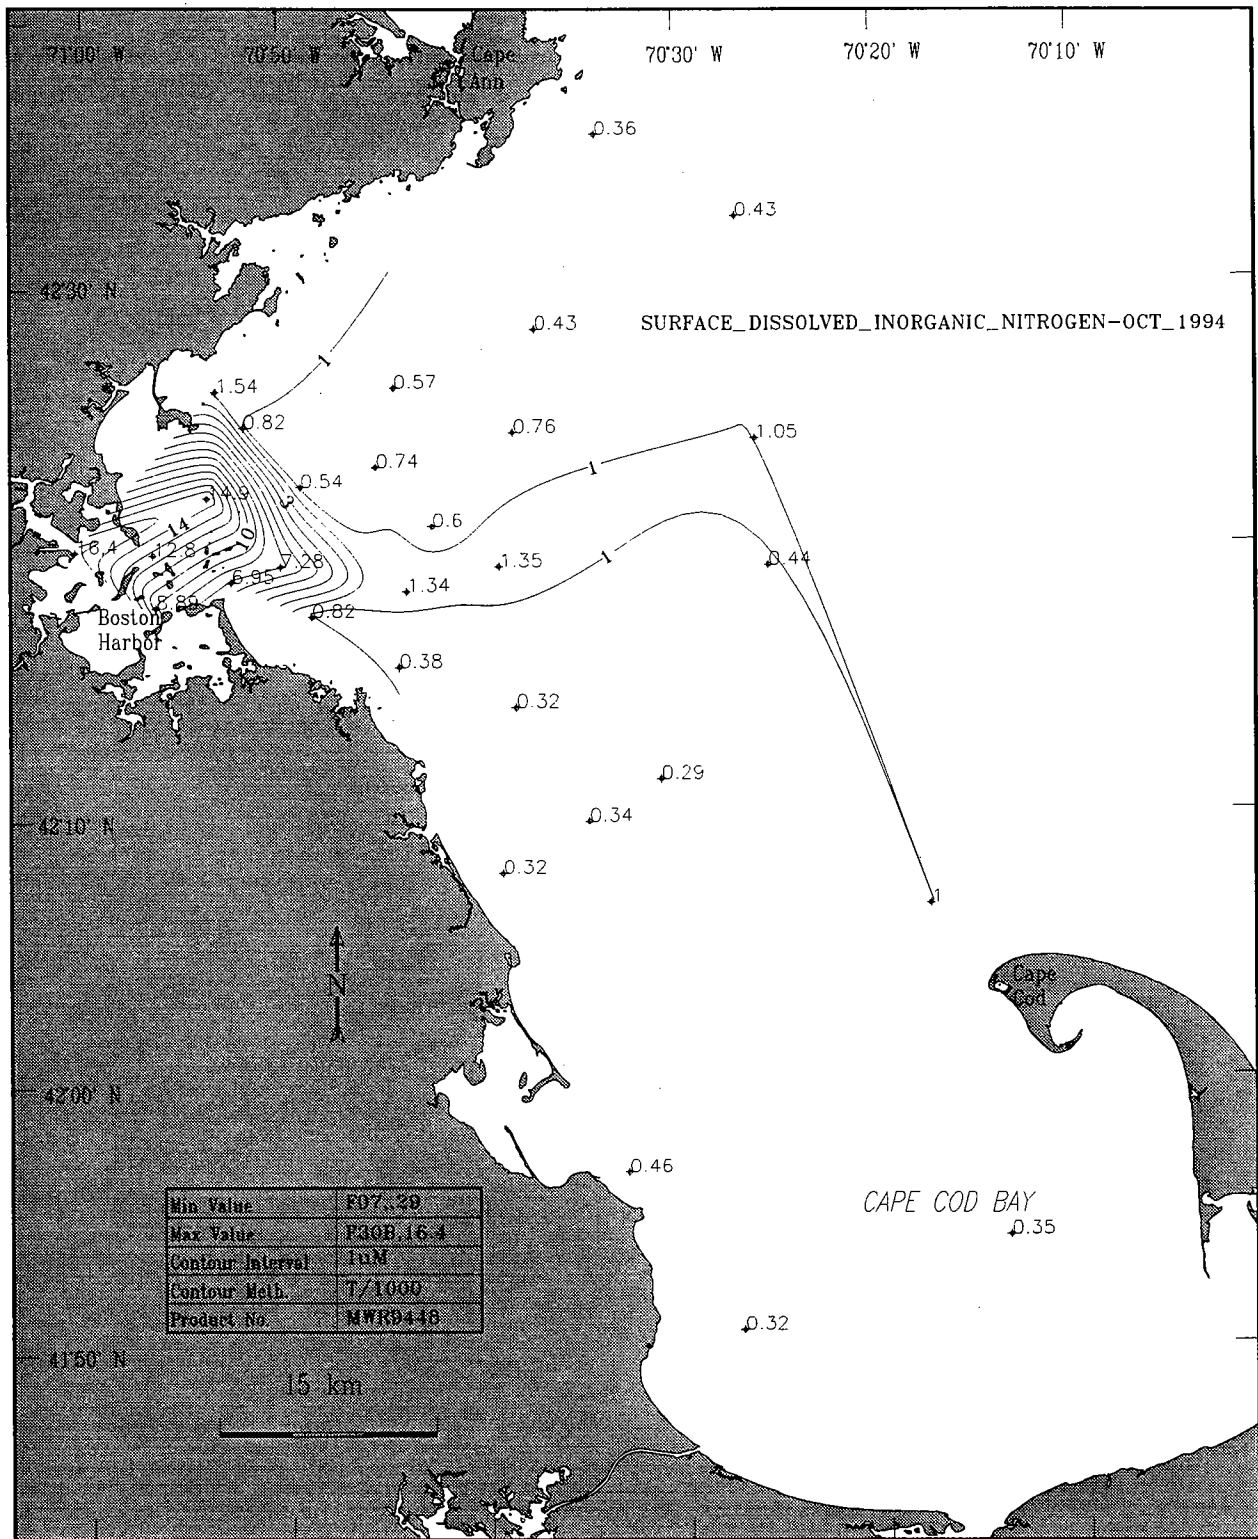 71°00' W 70°50' W 70°30' W 70°20' W 70°10' W
Cape
Ann
0.36
0.43
42°30' N
0.43
SURFACE_DISSOLVED_INORGANIC_NITROGEN-OCT_1994
1
0.57
1.54
0.82
0.76
1.05
0.74
1
0.54
14.9
3
0.6
14
10
16.4
12.8
7.28
1.35
1
0.44
6.95
1.34
8.89
0.82
Boston
Harbor
0.38
0.32
0.29
0.34
42°10' N
0.32
1
Cape
Cod
N
42°00' N
0.46
CAPE COD BAY
0.35
Min Value F07,.29
Max Value F30B,16.4
Contour Interval 1uM
Contour Meth. T/1000
Product No. MWR9448
0.32
41°50' N
15 km